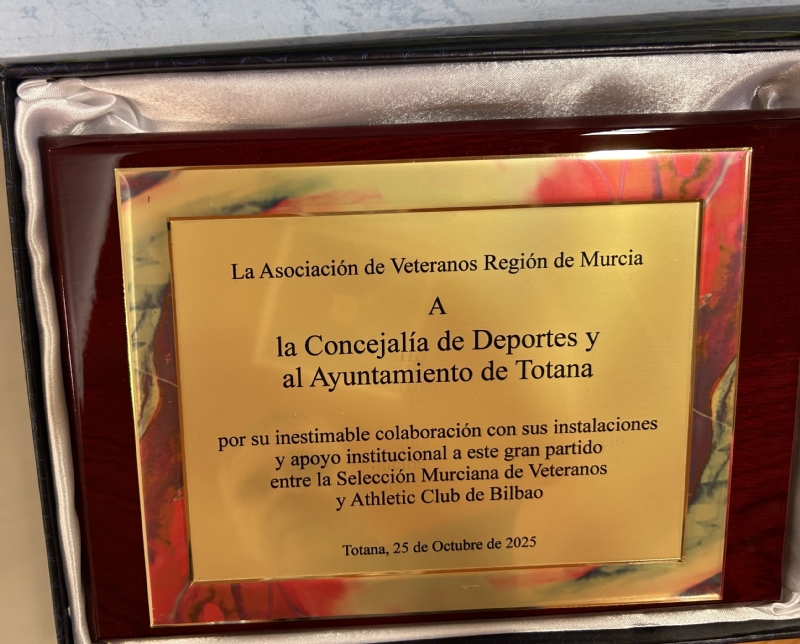 La Asociación de Veteranos Región de Murcia
A
la Concejalía de Deportes y
al Ayuntamiento de Totana
por su inestimable colaboración con sus instalaciones
y apoyo institucional a este gran partido
entre la Selección Murciana de Veteranos
y Athletic Club de Bilbao
Totana, 25 de Octubre de 2025